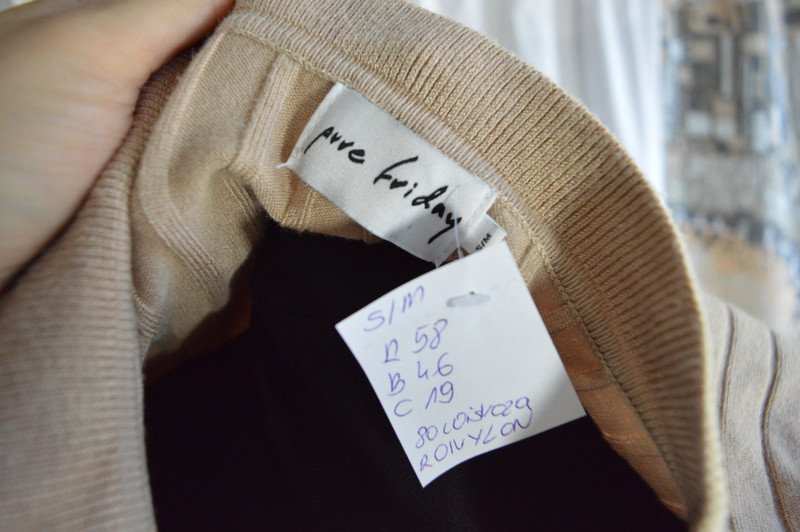 pure friday
S/M
S/M
D 58
B 46
C 19
80 WISKOZA
20 NYLON